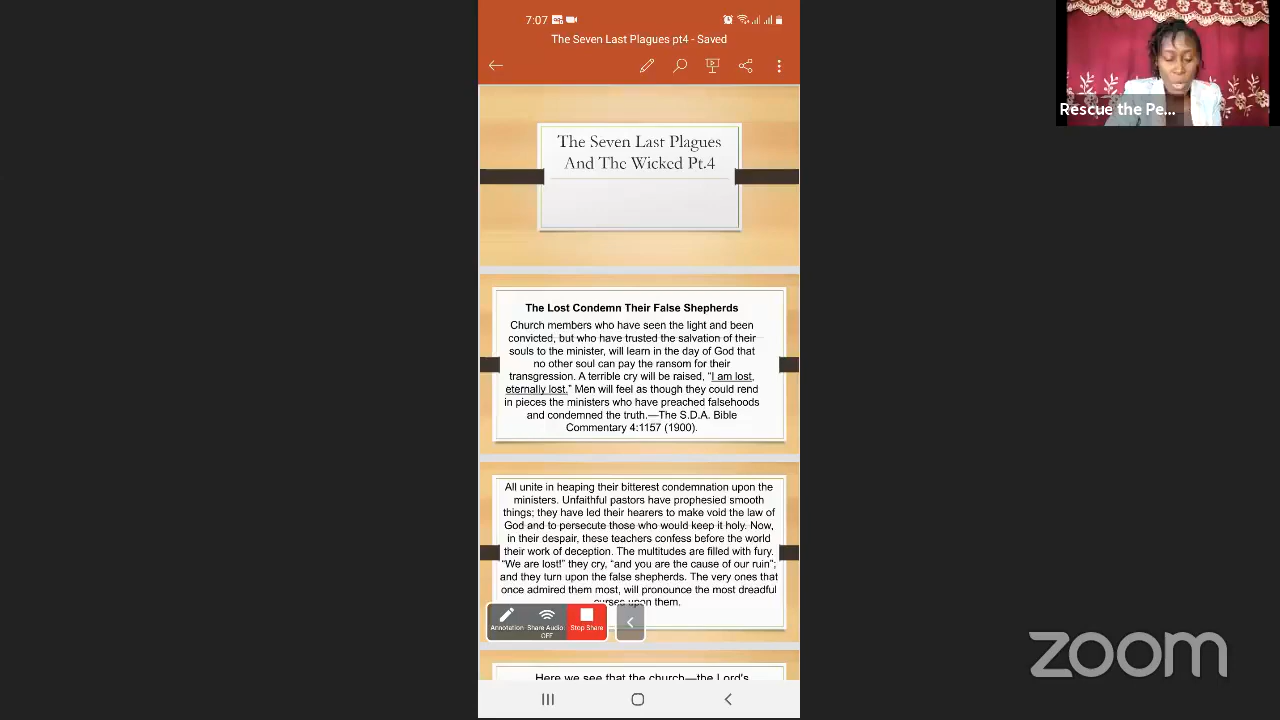 7:07
The Seven Last Plagues pt4 - Saved
The Seven Last Plagues
And The Wicked Pt.4
The Lost Condemn Their False Shepherds
Church members who have seen the light and been
convicted, but who have trusted the salvation of their
souls to the minister, will learn in the day of God that
no other soul can pay the ransom for their
transgression. A terrible cry will be raised, “I am lost,
eternally lost.” Men will feel as though they could rend
in pieces the ministers who have preached falsehoods
and condemned the truth.—The S.D.A. Bible
Commentary 4:1157 (1900).
All unite in heaping their bitterest condemnation upon the
ministers. Unfaithful pastors have prophesied smooth
things; they have led their hearers to make void the law of
God and to persecute those who would keep it holy. Now,
in their despair, these teachers confess before the world
their work of deception. The multitudes are filled with fury.
“We are lost!” they cry, “and you are the cause of our ruin”;
and they turn upon the false shepherds. The very ones that
once admired them most, will pronounce the most dreadful
curses upon them.
Annotation
Share Audio:
OFF
Stop Share
Here we see that the church—the Lord's
Rescue the Pe...
zoom